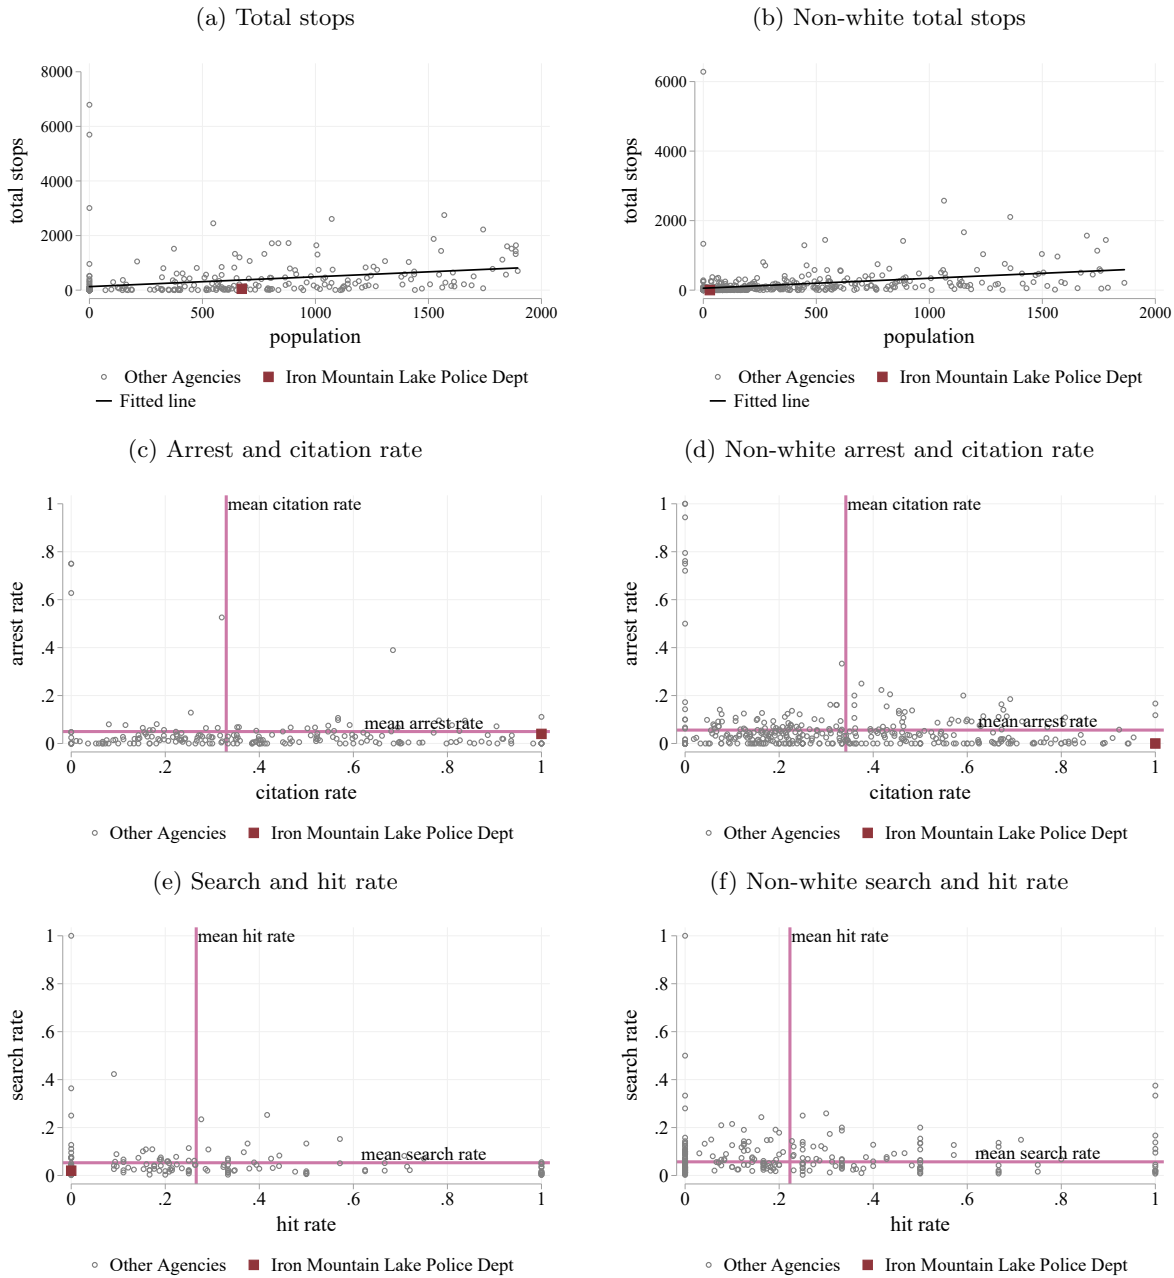 (a) Total stops
(b) Non-white total stops
8000
6000
4000
2000
0
total stops
0 500 1000 1500 2000
population
Other Agencies Iron Mountain Lake Police Dept
Fitted line
6000
4000
2000
0
total stops
0 500 1000 1500 2000
population
Other Agencies Iron Mountain Lake Police Dept
Fitted line
(c) Arrest and citation rate
(d) Non-white arrest and citation rate
1
.8
.6
.4
.2
0
arrest rate
mean citation rate
mean arrest rate
0 .2 .4 .6 .8 1
citation rate
Other Agencies Iron Mountain Lake Police Dept
1
.8
.6
.4
.2
0
arrest rate
mean citation rate
mean arrest rate
0 .2 .4 .6 .8 1
citation rate
Other Agencies Iron Mountain Lake Police Dept
(e) Search and hit rate
(f) Non-white search and hit rate
1
.8
.6
.4
.2
0
search rate
mean hit rate
mean search rate
0 .2 .4 .6 .8 1
hit rate
Other Agencies Iron Mountain Lake Police Dept
1
.8
.6
.4
.2
0
search rate
mean hit rate
mean search rate
0 .2 .4 .6 .8 1
hit rate
Other Agencies Iron Mountain Lake Police Dept